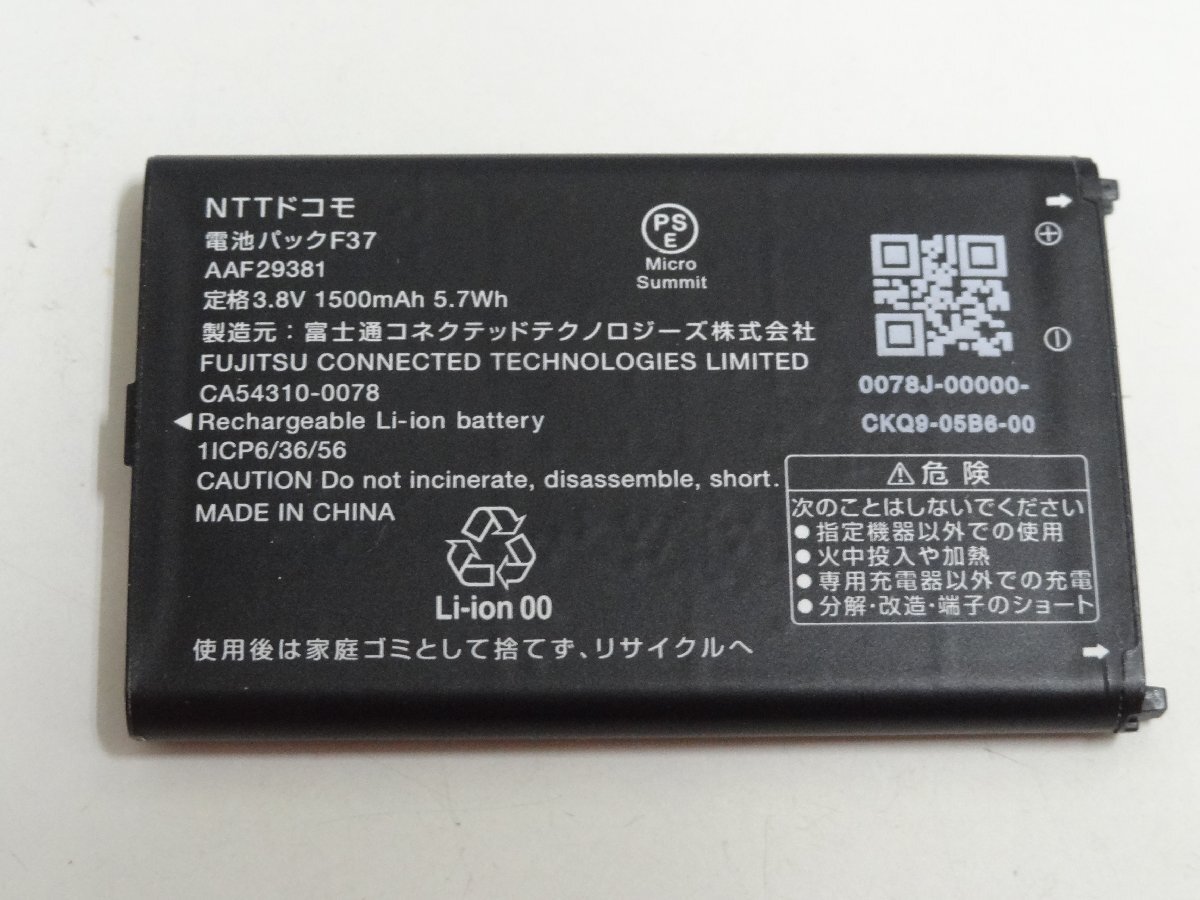 NTTドコモ
電池パックF37
AAF29381
定格3.8V 1500mAh 5.7Wh
製造元：富士通コネクテッドテクノロジーズ株式会社
FUJITSU CONNECTED TECHNOLOGIES LIMITED
CA54310-0078
◀Rechargeable Li-ion battery
1ICP6/36/56
CAUTION Do not incinerate, disassemble, short.
MADE IN CHINA
Li-ion 00
使用後は家庭ゴミとして捨てず、リサイクルへ
PS
E
Micro
Summit
0078J-00000-
CKQ9-05B6-00
⚠危険
次のことはしないでください
●指定機器以外での使用
●火中投入や加熱
●専用充電器以外での充電
●分解・改造・端子のショート